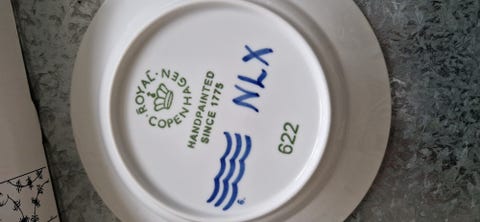 ROYAL
COPENHAGEN
HANDPAINTED
SINCE 1775
NLX
622